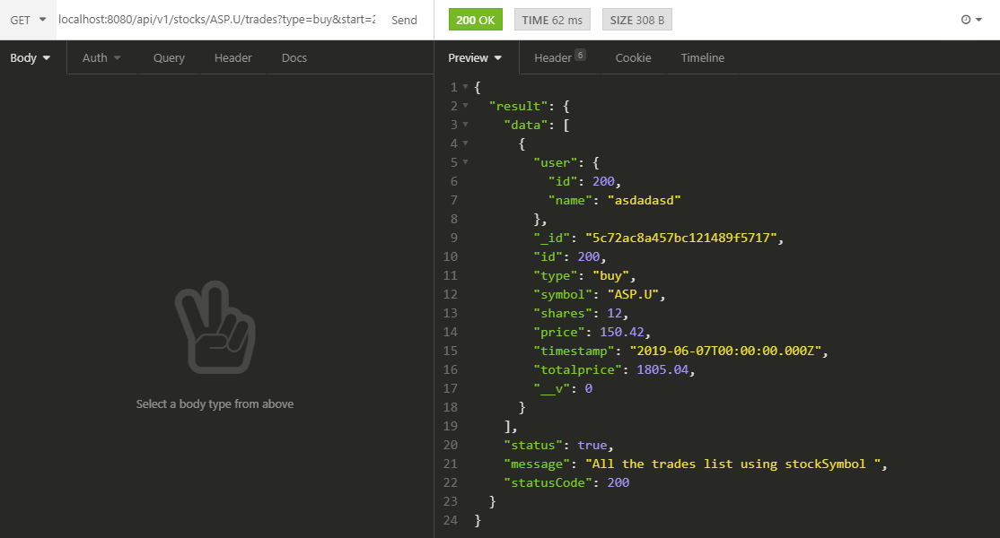 GET localhost:8080/api/v1/stocks/ASP.U/trades?type=buy&start=2 Send 200 OK TIME 62 ms SIZE 308 B
Body Auth Query Header Docs Preview Header 6 Cookie Timeline
Select a body type from above
1 {
2 "result": {
3 "data": [
4 {
5 "user": {
6 "id": 200,
7 "name": "asdadasd"
8 },
9 "_id": "5c72ac8a457bc121489f5717",
10 "id": 200,
11 "type": "buy",
12 "symbol": "ASP.U",
13 "shares": 12,
14 "price": 150.42,
15 "timestamp": "2019-06-07T00:00:00.000Z",
16 "totalprice": 1805.04,
17 "__v": 0
18 }
19 ],
20 "status": true,
21 "message": "All the trades list using stockSymbol ",
22 "statusCode": 200
23 }
24 }